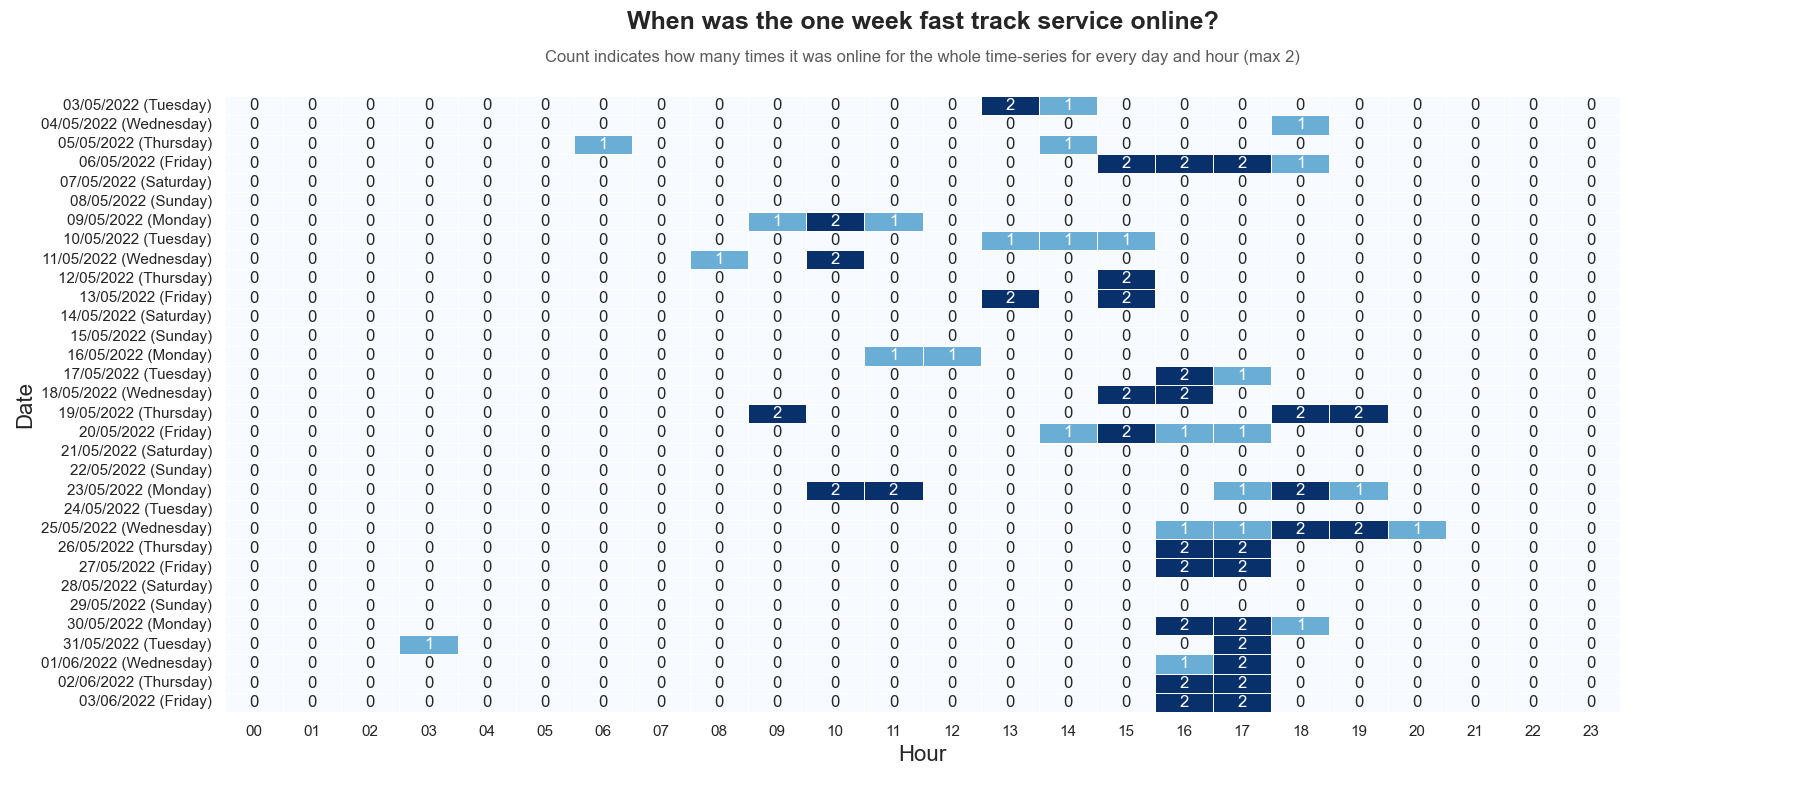 When was the one week fast track service online?
Count indicates how many times it was online for the whole time-series for every day and hour (max 2)
03/05/2022 (Tuesday) 0 0 0 0 0 0 0 0 0 0 0 0 0 2 1 0 0 0 0 0 0 0 0 0
04/05/2022 (Wednesday) 0 0 0 0 0 0 0 0 0 0 0 0 0 0 0 0 0 0 1 0 0 0 0 0
05/05/2022 (Thursday) 0 0 0 0 0 0 1 0 0 0 0 0 0 0 1 0 0 0 0 0 0 0 0 0
06/05/2022 (Friday) 0 0 0 0 0 0 0 0 0 0 0 0 0 0 0 2 2 2 1 0 0 0 0 0
07/05/2022 (Saturday) 0 0 0 0 0 0 0 0 0 0 0 0 0 0 0 0 0 0 0 0 0 0 0 0
08/05/2022 (Sunday) 0 0 0 0 0 0 0 0 0 0 0 0 0 0 0 0 0 0 0 0 0 0 0 0
09/05/2022 (Monday) 0 0 0 0 0 0 0 0 0 1 2 1 0 0 0 0 0 0 0 0 0 0 0 0
10/05/2022 (Tuesday) 0 0 0 0 0 0 0 0 0 0 0 0 0 1 1 1 0 0 0 0 0 0 0 0
11/05/2022 (Wednesday) 0 0 0 0 0 0 0 0 1 0 2 0 0 0 0 0 0 0 0 0 0 0 0 0
12/05/2022 (Thursday) 0 0 0 0 0 0 0 0 0 0 0 0 0 0 0 2 0 0 0 0 0 0 0 0
13/05/2022 (Friday) 0 0 0 0 0 0 0 0 0 0 0 0 0 2 0 2 0 0 0 0 0 0 0 0
14/05/2022 (Saturday) 0 0 0 0 0 0 0 0 0 0 0 0 0 0 0 0 0 0 0 0 0 0 0 0
15/05/2022 (Sunday) 0 0 0 0 0 0 0 0 0 0 0 0 0 0 0 0 0 0 0 0 0 0 0 0
16/05/2022 (Monday) 0 0 0 0 0 0 0 0 0 0 0 1 1 0 0 0 0 0 0 0 0 0 0 0
17/05/2022 (Tuesday) 0 0 0 0 0 0 0 0 0 0 0 0 0 0 0 0 2 1 0 0 0 0 0 0
18/05/2022 (Wednesday) 0 0 0 0 0 0 0 0 0 0 0 0 0 0 0 2 2 0 0 0 0 0 0 0
19/05/2022 (Thursday) 0 0 0 0 0 0 0 0 0 2 0 0 0 0 0 0 0 0 2 2 0 0 0 0
20/05/2022 (Friday) 0 0 0 0 0 0 0 0 0 0 0 0 0 0 1 2 1 1 0 0 0 0 0 0
21/05/2022 (Saturday) 0 0 0 0 0 0 0 0 0 0 0 0 0 0 0 0 0 0 0 0 0 0 0 0
22/05/2022 (Sunday) 0 0 0 0 0 0 0 0 0 0 0 0 0 0 0 0 0 0 0 0 0 0 0 0
23/05/2022 (Monday) 0 0 0 0 0 0 0 0 0 0 2 2 0 0 0 0 0 1 2 1 0 0 0 0
24/05/2022 (Tuesday) 0 0 0 0 0 0 0 0 0 0 0 0 0 0 0 0 0 0 0 0 0 0 0 0
25/05/2022 (Wednesday) 0 0 0 0 0 0 0 0 0 0 0 0 0 0 0 0 1 1 2 2 1 0 0 0
26/05/2022 (Thursday) 0 0 0 0 0 0 0 0 0 0 0 0 0 0 0 0 2 2 0 0 0 0 0 0
27/05/2022 (Friday) 0 0 0 0 0 0 0 0 0 0 0 0 0 0 0 0 2 2 0 0 0 0 0 0
28/05/2022 (Saturday) 0 0 0 0 0 0 0 0 0 0 0 0 0 0 0 0 0 0 0 0 0 0 0 0
29/05/2022 (Sunday) 0 0 0 0 0 0 0 0 0 0 0 0 0 0 0 0 0 0 0 0 0 0 0 0
30/05/2022 (Monday) 0 0 0 0 0 0 0 0 0 0 0 0 0 0 0 0 2 2 1 0 0 0 0 0
31/05/2022 (Tuesday) 0 0 0 1 0 0 0 0 0 0 0 0 0 0 0 0 0 2 0 0 0 0 0 0
01/06/2022 (Wednesday) 0 0 0 0 0 0 0 0 0 0 0 0 0 0 0 0 1 2 0 0 0 0 0 0
02/06/2022 (Thursday) 0 0 0 0 0 0 0 0 0 0 0 0 0 0 0 0 2 2 0 0 0 0 0 0
03/06/2022 (Friday) 0 0 0 0 0 0 0 0 0 0 0 0 0 0 0 0 2 2 0 0 0 0 0 0
00 01 02 03 04 05 06 07 08 09 10 11 12 13 14 15 16 17 18 19 20 21 22 23
Hour
Date